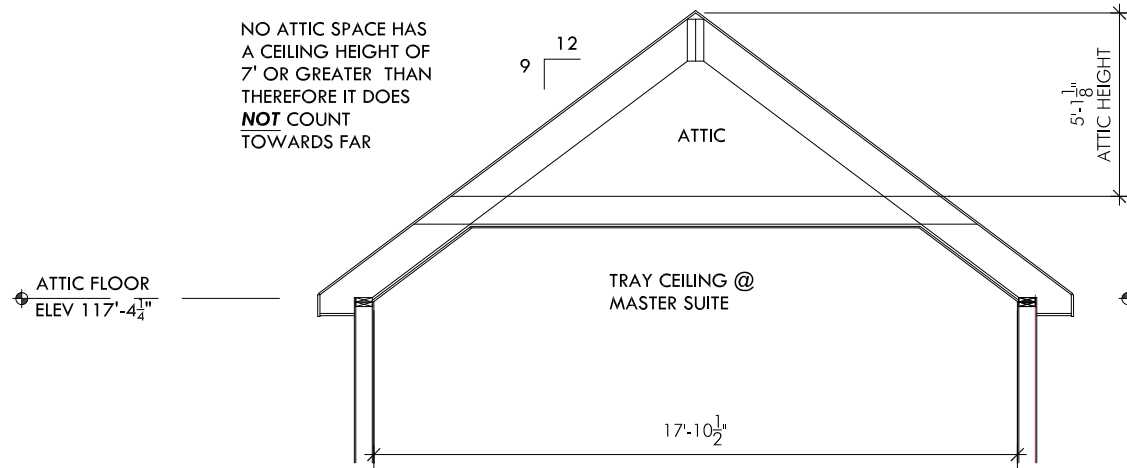 NO ATTIC SPACE HAS
A CEILING HEIGHT OF
7' OR GREATER THAN
THEREFORE IT DOES
NOT COUNT
TOWARDS FAR
12
9
ATTIC
5'-1 1/8"
ATTIC HEIGHT
ATTIC FLOOR
ELEV 117'-4 1/4"
TRAY CEILING @
MASTER SUITE
17'-10 1/2"